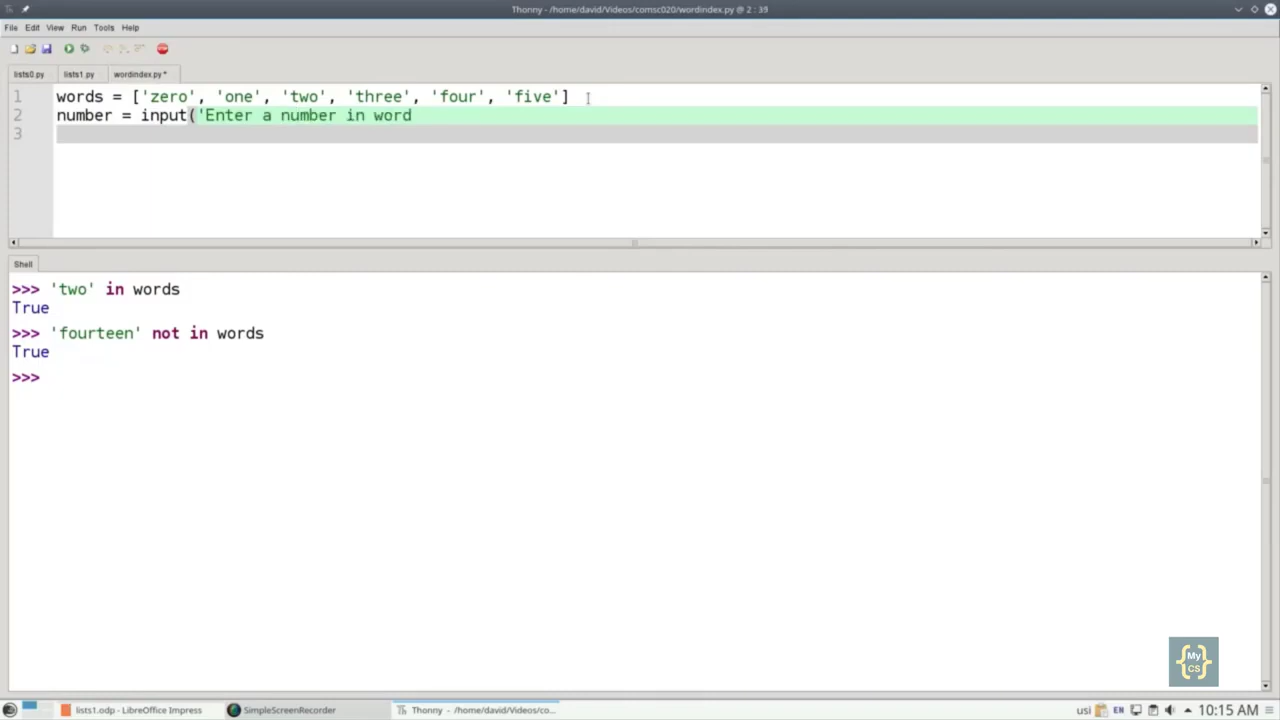 Thonny - /home/david/Videos/comsc020/wordindex.py @ 2 : 39
File Edit View Run Tools Help
lists0.py lists1.py wordindex.py *
1 words = ['zero', 'one', 'two', 'three', 'four', 'five']
2 number = input('Enter a number in word
3
Shell
>>> 'two' in words
True
>>> 'fourteen' not in words
True
>>>
{My CS}
lists1.odp - LibreOffice Impress SimpleScreenRecorder Thonny - /home/david/Videos/co... usi EN 10:15 AM